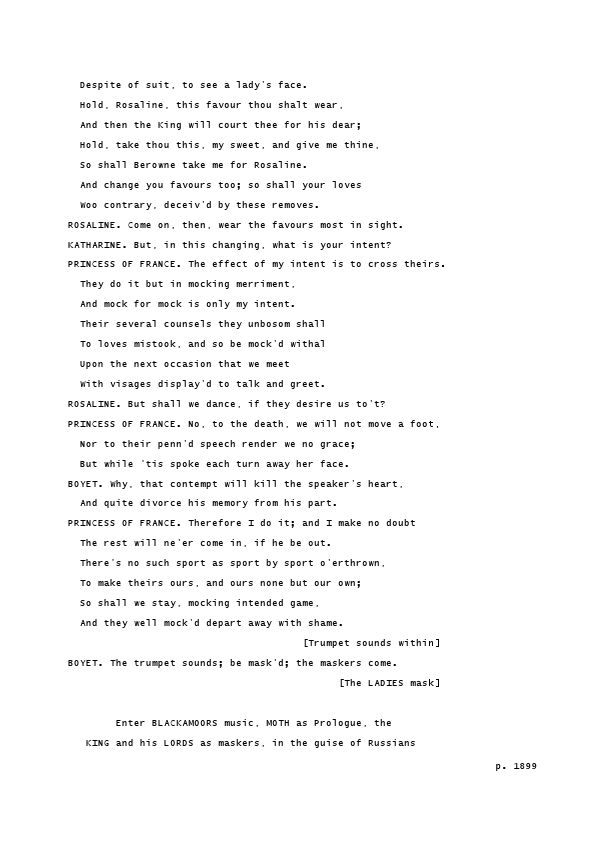 Despite of suit, to see a lady's face.
Hold, Rosaline, this favour thou shalt wear,
And then the King will court thee for his dear;
Hold, take thou this, my sweet, and give me thine,
So shall Berowne take me for Rosaline.
And change you favours too; so shall your loves
Woo contrary, deceiv'd by these removes.
ROSALINE. Come on, then, wear the favours most in sight.
KATHARINE. But, in this changing, what is your intent?
PRINCESS OF FRANCE. The effect of my intent is to cross theirs.
They do it but in mocking merriment,
And mock for mock is only my intent.
Their several counsels they unbosom shall
To loves mistook, and so be mock'd withal
Upon the next occasion that we meet
With visages display'd to talk and greet.
ROSALINE. But shall we dance, if they desire us to't?
PRINCESS OF FRANCE. No, to the death, we will not move a foot,
Nor to their penn'd speech render we no grace;
But while 'tis spoke each turn away her face.
BOYET. Why, that contempt will kill the speaker's heart,
And quite divorce his memory from his part.
PRINCESS OF FRANCE. Therefore I do it; and I make no doubt
The rest will ne'er come in, if he be out.
There's no such sport as sport by sport o'erthrown,
To make theirs ours, and ours none but our own;
So shall we stay, mocking intended game,
And they well mock'd depart away with shame.
[Trumpet sounds within]
BOYET. The trumpet sounds; be mask'd; the maskers come.
[The LADIES mask]
Enter BLACKAMOORS music, MOTH as Prologue, the
KING and his LORDS as maskers, in the guise of Russians
p. 1899